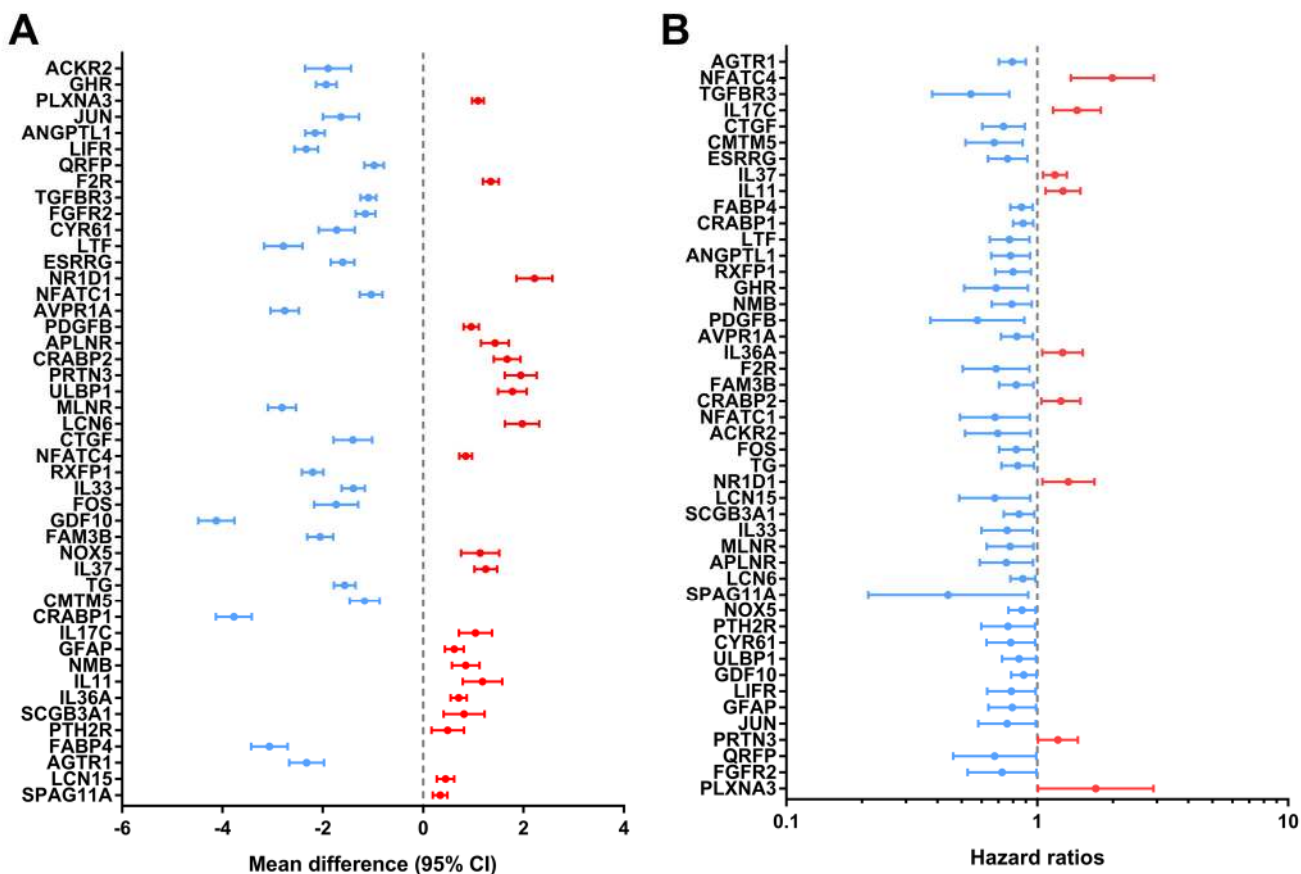 A
ACKR2
GHR
PLXNA3
JUN
ANGPTL1
LIFR
QRFP
F2R
TGFBR3
FGFR2
CYR61
LTF
ESRRG
NR1D1
NFATC1
AVPR1A
PDGFB
APLNR
CRABP2
PRTN3
ULBP1
MLNR
LCN6
CTGF
NFATC4
RXFP1
IL33
FOS
GDF10
FAM3B
NOX5
IL37
TG
CMTM5
CRABP1
IL17C
GFAP
NMB
IL11
IL36A
SCGB3A1
PTH2R
FABP4
AGTR1
LCN15
SPAG11A
-6 -4 -2 0 2 4
Mean difference (95% CI)
B
AGTR1
NFATC4
TGFBR3
IL17C
CTGF
CMTM5
ESRRG
IL37
IL11
FABP4
CRABP1
LTF
ANGPTL1
RXFP1
GHR
NMB
PDGFB
AVPR1A
IL36A
F2R
FAM3B
CRABP2
NFATC1
ACKR2
FOS
TG
NR1D1
LCN15
SCGB3A1
IL33
MLNR
APLNR
LCN6
SPAG11A
NOX5
PTH2R
CYR61
ULBP1
GDF10
LIFR
GFAP
JUN
PRTN3
QRFP
FGFR2
PLXNA3
0.1 1 10
Hazard ratios